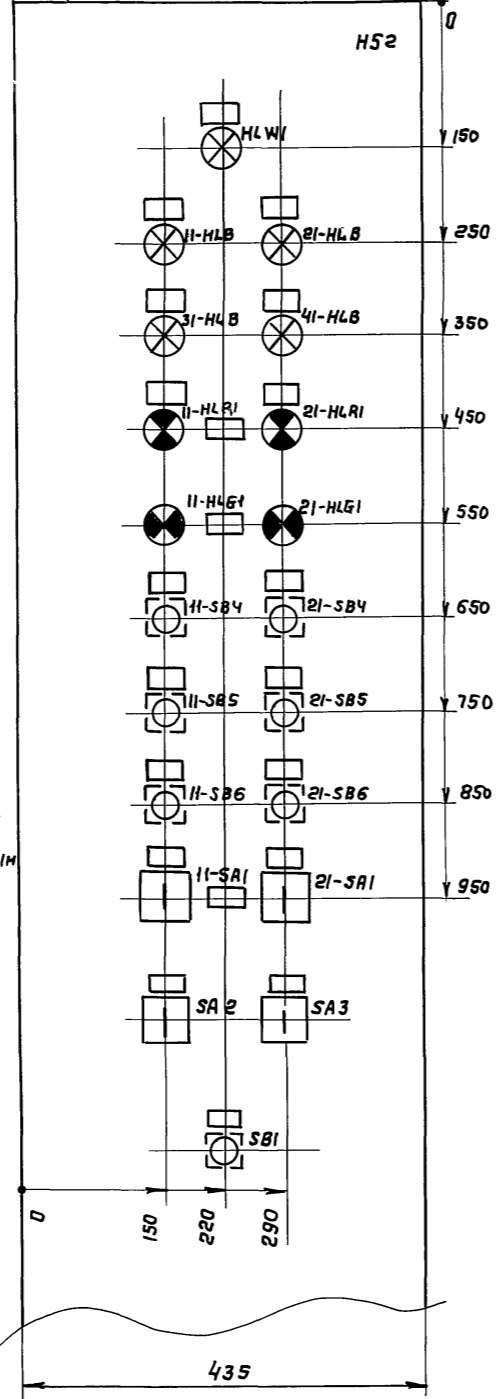 0
H52
HLW1
150
11-HLB 21-HLB 250
31-HLB 41-HLB 350
11-HLR1 21-HLR1 450
11-HLG1 21-HLG1 550
11-SB4 21-SB4 650
11-SB5 21-SB5 750
11-SB6 21-SB6 850
11-SA1 21-SA1 950
SA2 SA3
SB1
0 150 220 290
435